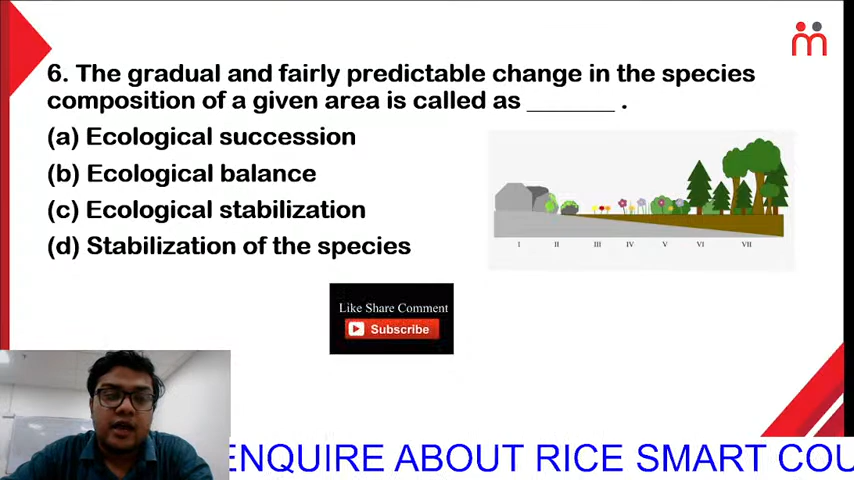 6. The gradual and fairly predictable change in the species
composition of a given area is called as _______ .
(a) Ecological succession
(b) Ecological balance
(c) Ecological stabilization
(d) Stabilization of the species
I II III IV V VI VII
Like Share Comment
Subscribe
ENQUIRE ABOUT RICE SMART COU